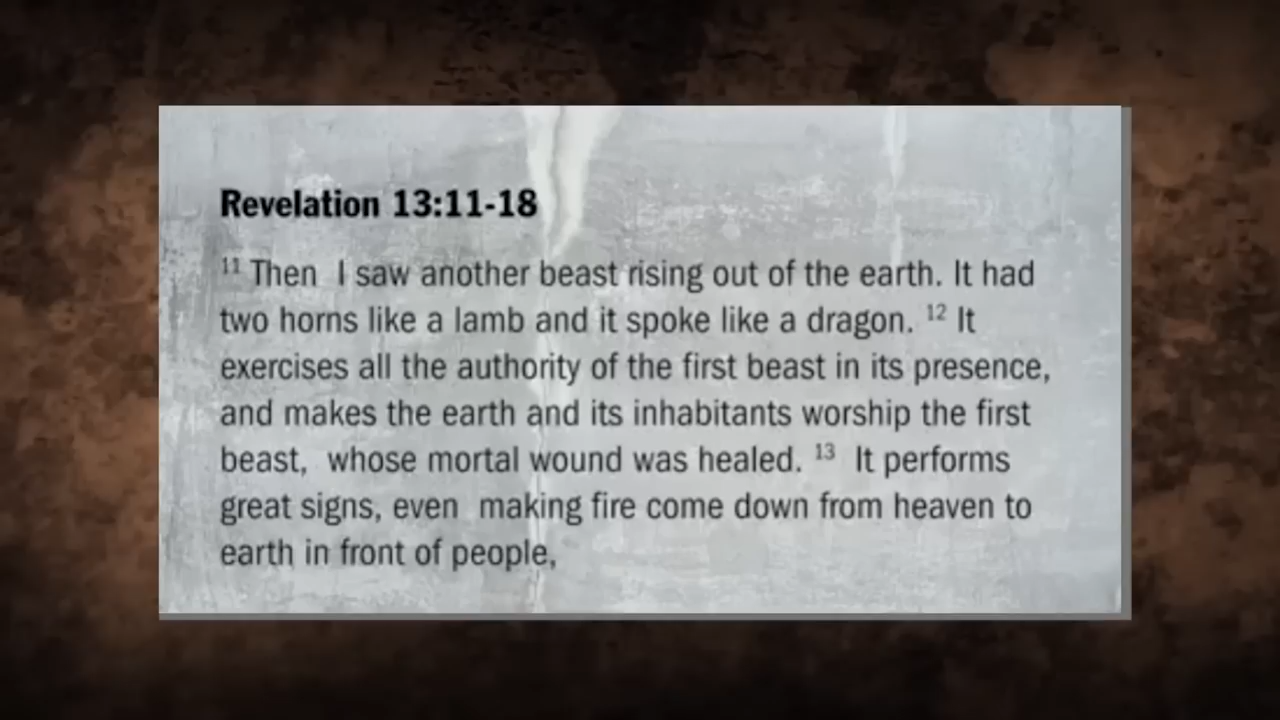 Revelation 13:11-18
11 Then I saw another beast rising out of the earth. It had
two horns like a lamb and it spoke like a dragon. 12 It
exercises all the authority of the first beast in its presence,
and makes the earth and its inhabitants worship the first
beast, whose mortal wound was healed. 13 It performs
great signs, even making fire come down from heaven to
earth in front of people,